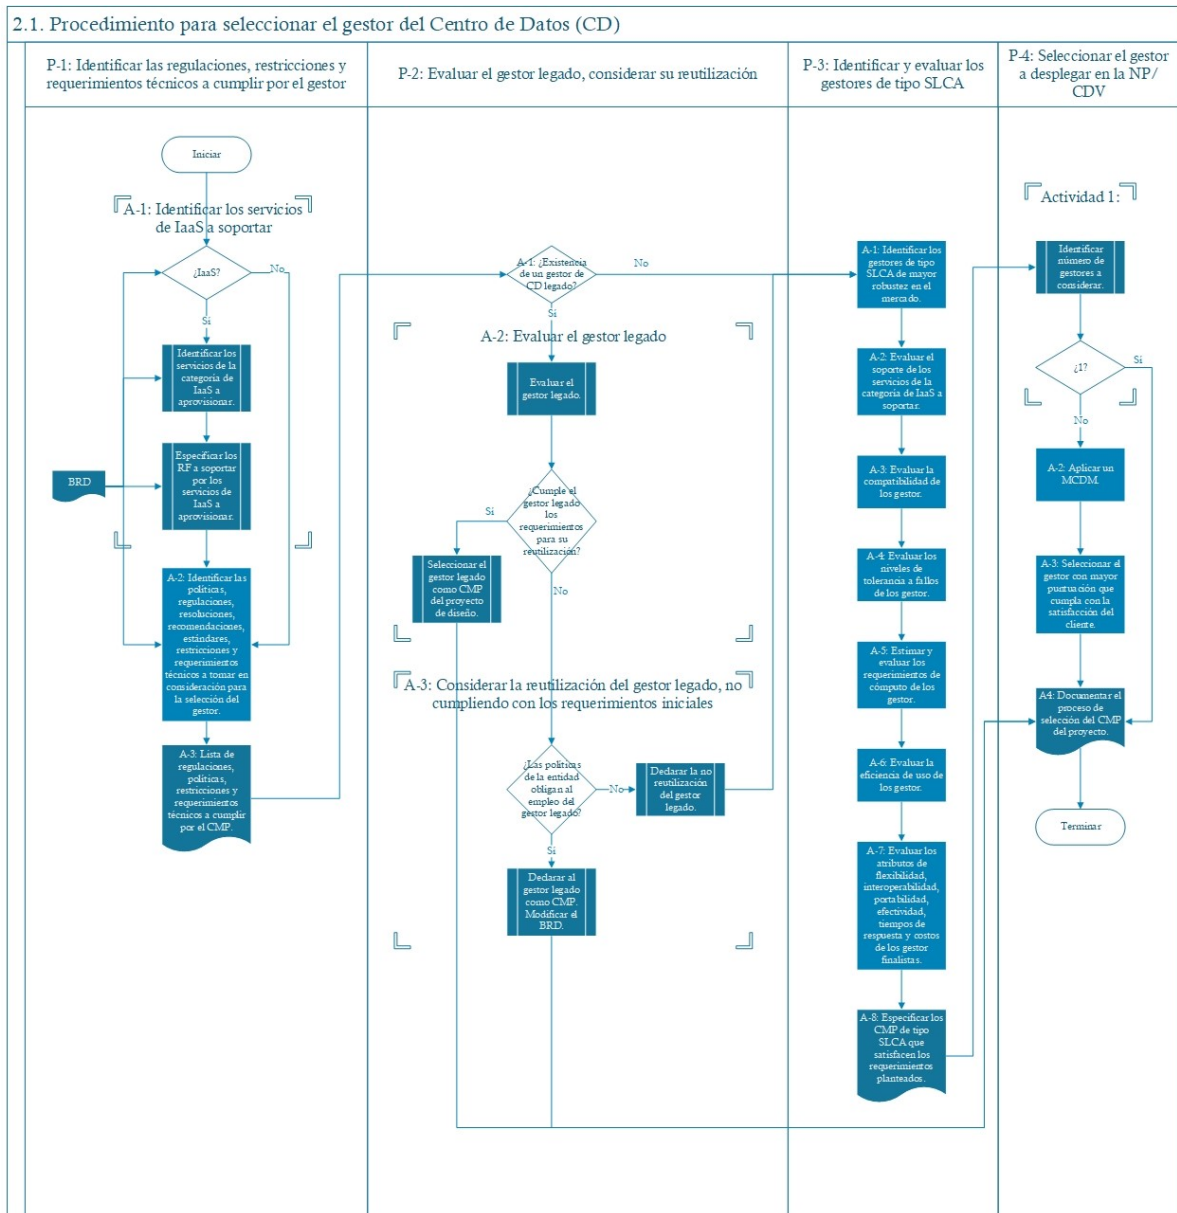 2.1. Procedimiento para seleccionar el gestor del Centro de Datos (CD)
P-1: Identificar las regulaciones, restricciones y
requerimientos técnicos a cumplir por el gestor
P-2: Evaluar el gestor legado, considerar su reutilización
P-3: Identificar y evaluar los
gestores de tipo SLCA
P-4: Seleccionar el gestor
a desplegar en la NP/
CDV
Iniciar
A-1: Identificar los servicios
de IaaS a soportar
¿IaaS?
No
Si
Identificar los
servicios de la
categoría de
IaaS a
aprovisionar.
Especificar los
RF a soportar
por los
servicios de
IaaS a
aprovisionar.
BRD
A-2: Identificar las
políticas,
regulaciones,
resoluciones,
recomendaciones,
estándares,
restricciones y
requerimientos
técnicos a tomar en
consideración para
la selección del
gestor.
A-3: Lista de
regulaciones,
políticas,
restricciones y
requerimientos
técnicos a cumplir
por el CMP.
A-1: ¿Existencia
de un gestor de
CD legado?
No
Si
A-2: Evaluar el gestor legado
Evaluar el
gestor legado.
¿Cumple el
gestor legado
los
requerimientos
para su
reutilización?
Si
No
Seleccionar el
gestor legado
como CMP
del proyecto
de diseño.
A-3: Considerar la reutilización del gestor legado, no
cumpliendo con los requerimientos iniciales
¿Las políticas
de la entidad
obligan al
empleo del
gestor legado?
No
Declarar la no
reutilización
del gestor
legado.
Si
Declarar al
gestor legado
como CMP.
Modificar el
BRD.
A-1: Identificar los
gestores de tipo
SLCA de mayor
robustez en el
mercado.
A-2: Evaluar el
soporte de los
servicios de la
categoría de IaaS a
soportar.
A-3: Evaluar la
compatibilidad de
los gestor.
A-4: Evaluar los
niveles de
tolerancia a fallos
de los gestor.
A-5: Estimar y
evaluar los
requerimientos de
cómputo de los
gestor.
A-6: Evaluar la
eficiencia de uso de
los gestor.
A-7: Evaluar los
atributos de
flexibilidad,
interoperabilidad,
portabilidad,
efectividad,
tiempos de
respuesta y costos
de los gestor
finalistas.
A-8: Especificar los
CMP de tipo
SLCA que
satisfacen los
requerimientos
planteados.
Actividad 1:
Identificar
número de
gestores a
considerar.
¿1?
Si
No
A-2: Aplicar un
MCDM.
A-3: Seleccionar el
gestor con mayor
puntuación que
cumpla con la
satisfacción del
cliente.
A4: Documentar el
proceso de
selección del CMP
del proyecto.
Terminar